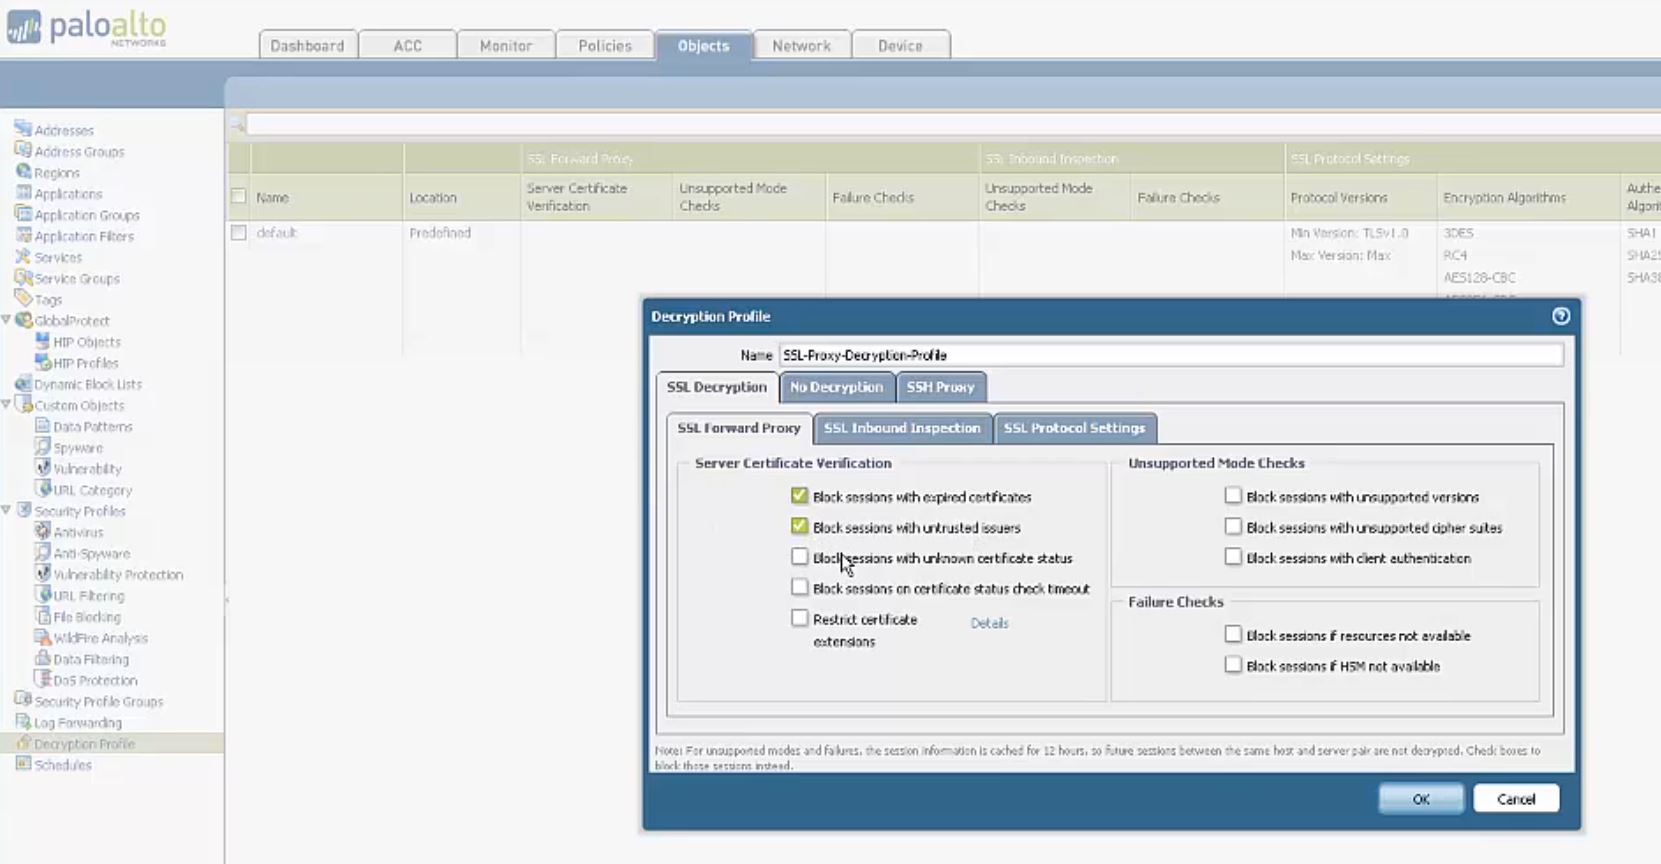 paloalto
NETWORKS
Dashboard
ACC
Monitor
Policies
Objects
Network
Device
Addresses
Address Groups
Regions
Applications
Application Groups
Application Filters
Services
Service Groups
Tags
GlobalProtect
HIP Objects
HIP Profiles
Dynamic Block Lists
Custom Objects
Data Patterns
Spyware
Vulnerability
URL Category
Security Profiles
Antivirus
Anti-Spyware
Vulnerability Protection
URL Filtering
File Blocking
WildFire Analysis
Data Filtering
DoS Protection
Security Profile Groups
Log Forwarding
Decryption Profile
Schedules
SSL Forward Proxy
SSL Inbound Inspection
SSL Protocol Settings
Name
Location
Server Certificate
Verification
Unsupported Mode
Checks
Failure Checks
Unsupported Mode
Checks
Failure Checks
Protocol Versions
Encryption Algorithms
Authe
Algorit
default
Predefined
Min Version: TLSv1.0
Max Version: Max
3DES
RC4
AES128-CBC
SHA1
SHA25
SHA38
Decryption Profile
?
Name
SSL-Proxy-Decryption-Profile
SSL Decryption
No Decryption
SSH Proxy
SSL Forward Proxy
SSL Inbound Inspection
SSL Protocol Settings
Server Certificate Verification
Block sessions with expired certificates
Block sessions with untrusted issuers
Block sessions with unknown certificate status
Block sessions on certificate status check timeout
Restrict certificate
extensions
Details
Unsupported Mode Checks
Block sessions with unsupported versions
Block sessions with unsupported cipher suites
Block sessions with client authentication
Failure Checks
Block sessions if resources not available
Block sessions if HSM not available
Note: For unsupported modes and failures, the session information is cached for 12 hours, so future sessions between the same host and server pair are not decrypted. Check boxes to
block those sessions instead.
OK
Cancel